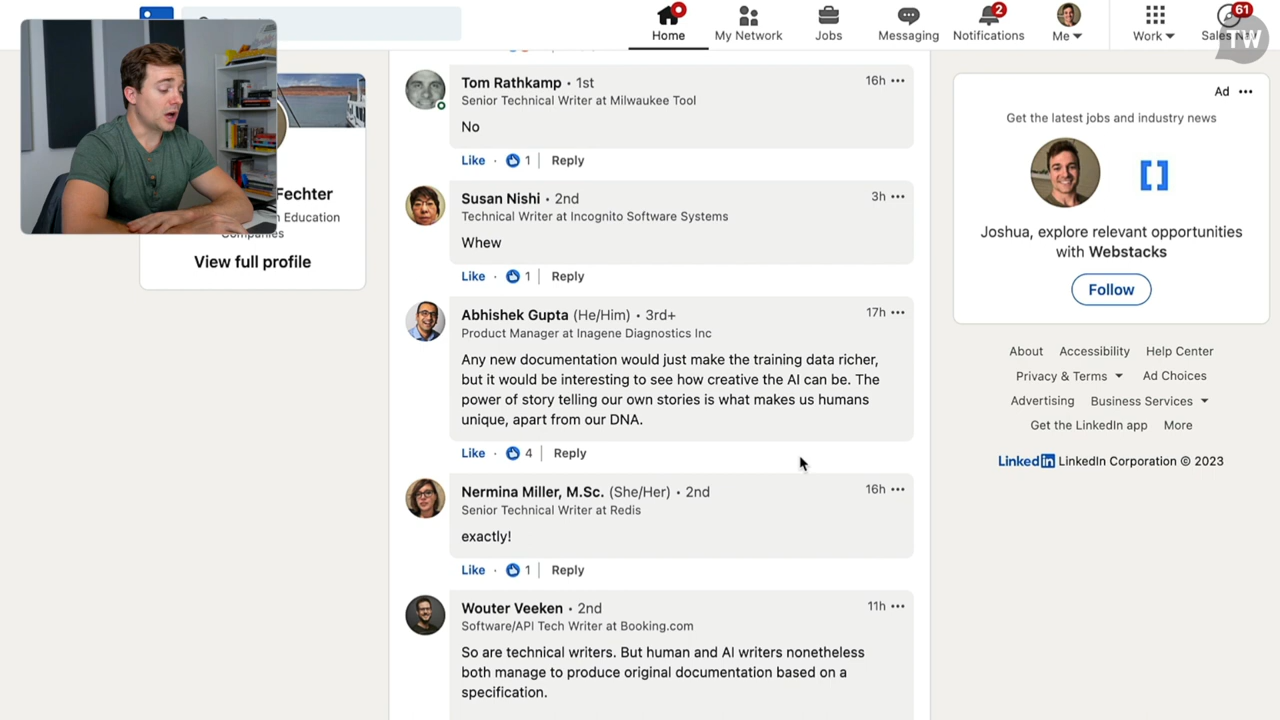 Home
My Network
Jobs
Messaging
2
Notifications
Me
Work
61
Sales
TW
Fechter
n Education
Companies
View full profile
Tom Rathkamp • 1st
16h •••
Senior Technical Writer at Milwaukee Tool
No
Like · 1 | Reply
Susan Nishi • 2nd
3h •••
Technical Writer at Incognito Software Systems
Whew
Like · 1 | Reply
Abhishek Gupta (He/Him) • 3rd+
17h •••
Product Manager at Inagene Diagnostics Inc
Any new documentation would just make the training data richer,
but it would be interesting to see how creative the AI can be. The
power of story telling our own stories is what makes us humans
unique, apart from our DNA.
Like · 4 | Reply
Nermina Miller, M.Sc. (She/Her) • 2nd
16h •••
Senior Technical Writer at Redis
exactly!
Like · 1 | Reply
Wouter Veeken • 2nd
11h •••
Software/API Tech Writer at Booking.com
So are technical writers. But human and AI writers nonetheless
both manage to produce original documentation based on a
specification.
Ad •••
Get the latest jobs and industry news
Joshua, explore relevant opportunities
with Webstacks
Follow
About Accessibility Help Center
Privacy & Terms Ad Choices
Advertising Business Services
Get the LinkedIn app More
LinkedIn LinkedIn Corporation © 2023